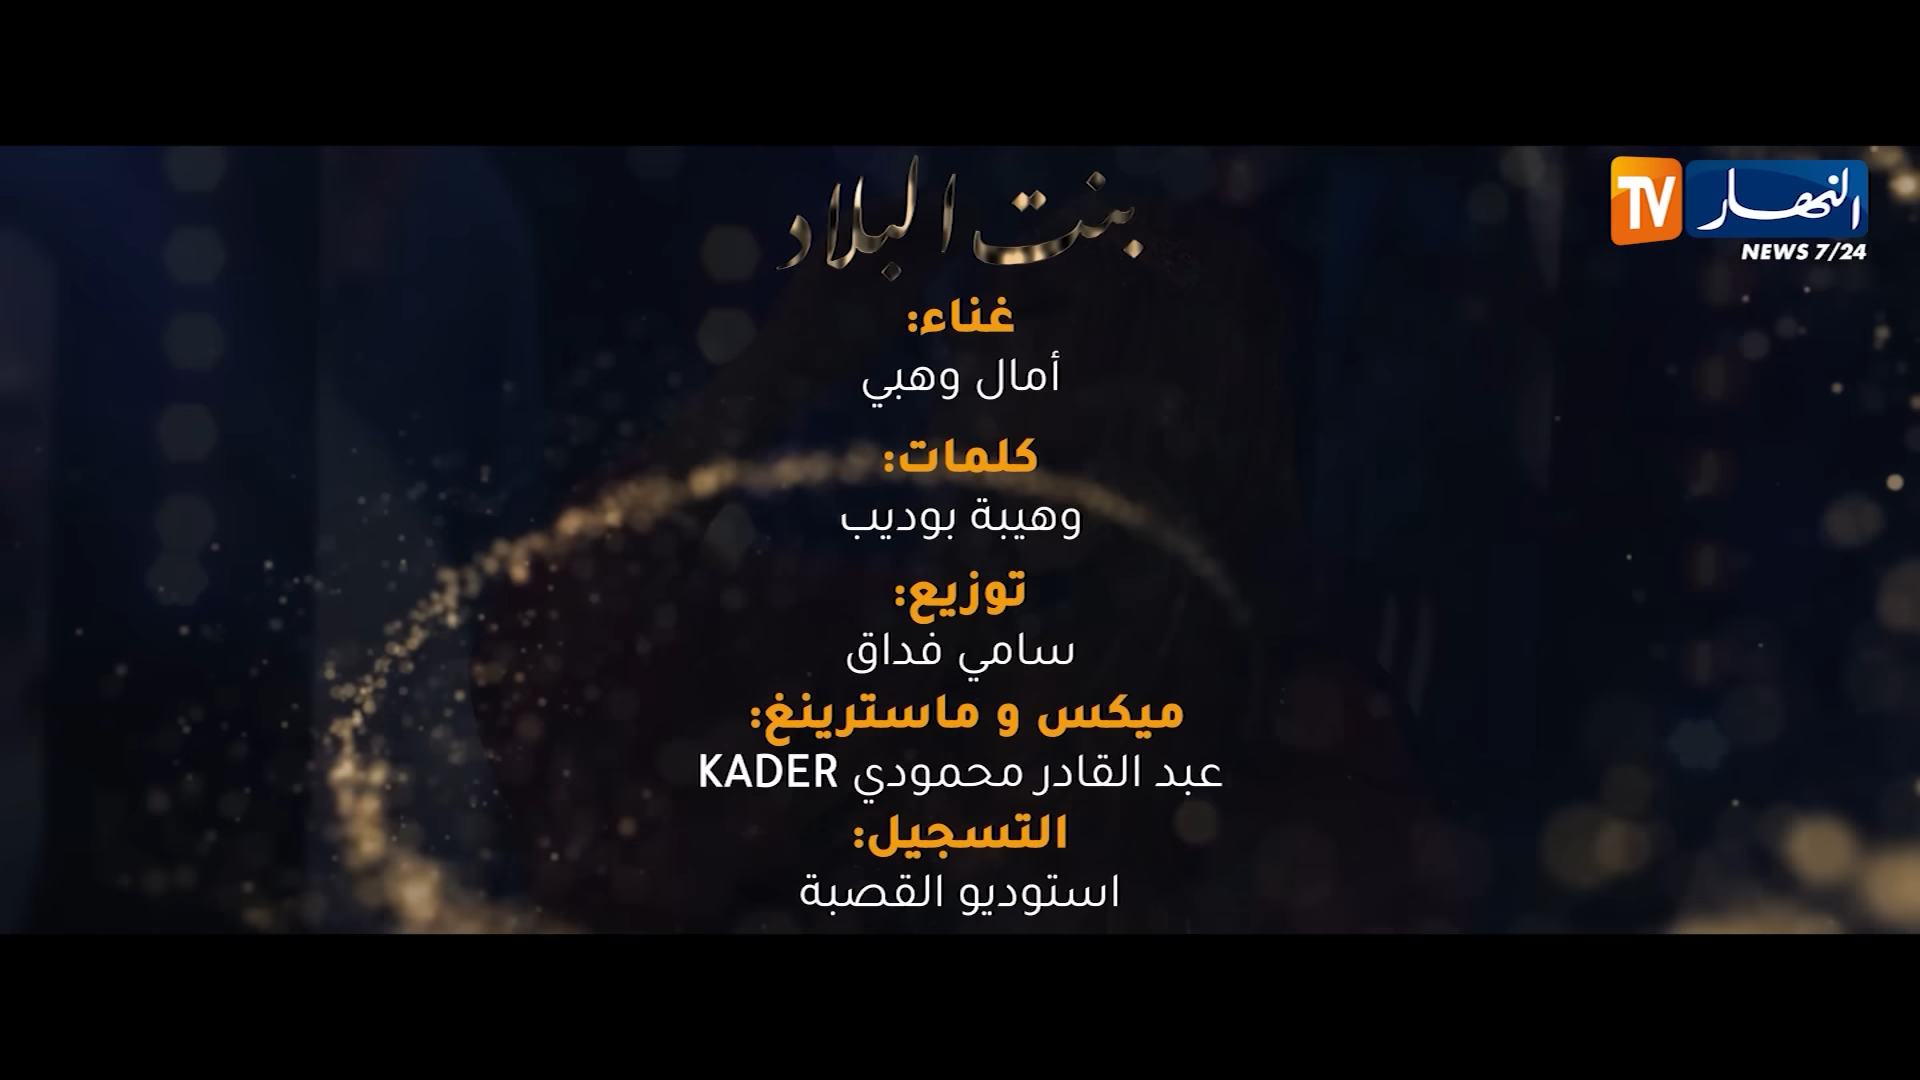 بنت البلاد
TV النهار
NEWS 7/24
غناء:
أمال وهبي
كلمات:
وهيبة بوديب
توزيع:
سامي فداق
ميكس و ماسترينغ:
عبد القادر محمودي KADER
التسجيل:
استوديو القصبة